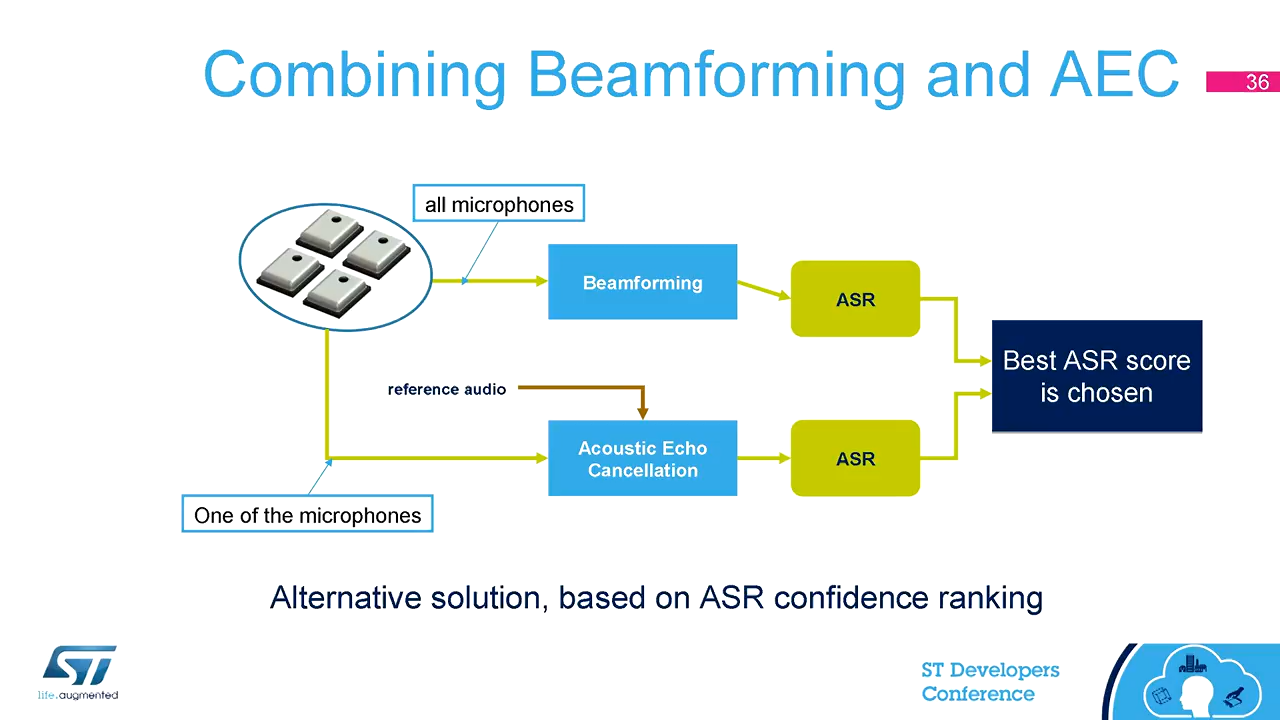 Combining Beamforming and AEC
36
all microphones
Beamforming
ASR
Best ASR score
is chosen
reference audio
Acoustic Echo
Cancellation
ASR
One of the microphones
Alternative solution, based on ASR confidence ranking
ST
life.augmented
ST Developers
Conference